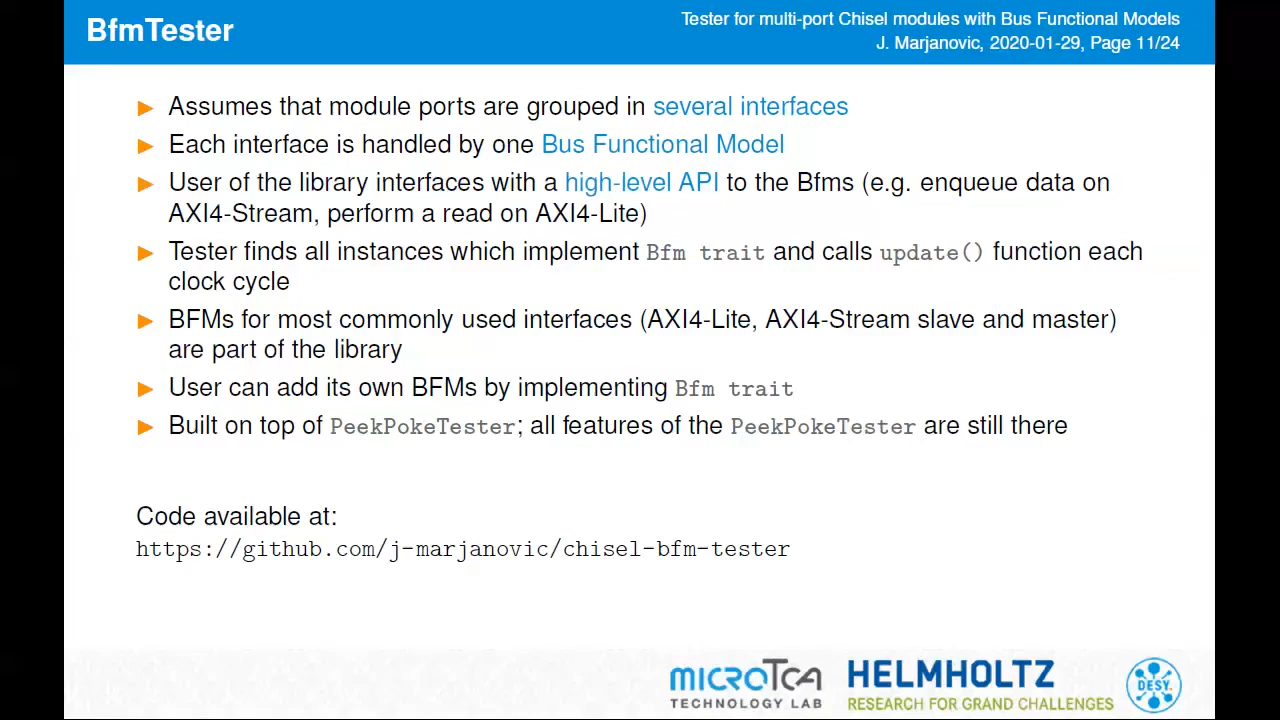 BfmTester
Tester for multi-port Chisel modules with Bus Functional Models
J. Marjanovic, 2020-01-29, Page 11/24
Assumes that module ports are grouped in several interfaces
Each interface is handled by one Bus Functional Model
User of the library interfaces with a high-level API to the Bfms (e.g. enqueue data on
AXI4-Stream, perform a read on AXI4-Lite)
Tester finds all instances which implement Bfm trait and calls update() function each
clock cycle
BFMs for most commonly used interfaces (AXI4-Lite, AXI4-Stream slave and master)
are part of the library
User can add its own BFMs by implementing Bfm trait
Built on top of PeekPokeTester; all features of the PeekPokeTester are still there
Code available at:
https://github.com/j-marjanovic/chisel-bfm-tester
MICROTCA
TECHNOLOGY LAB
HELMHOLTZ
RESEARCH FOR GRAND CHALLENGES
DESY.